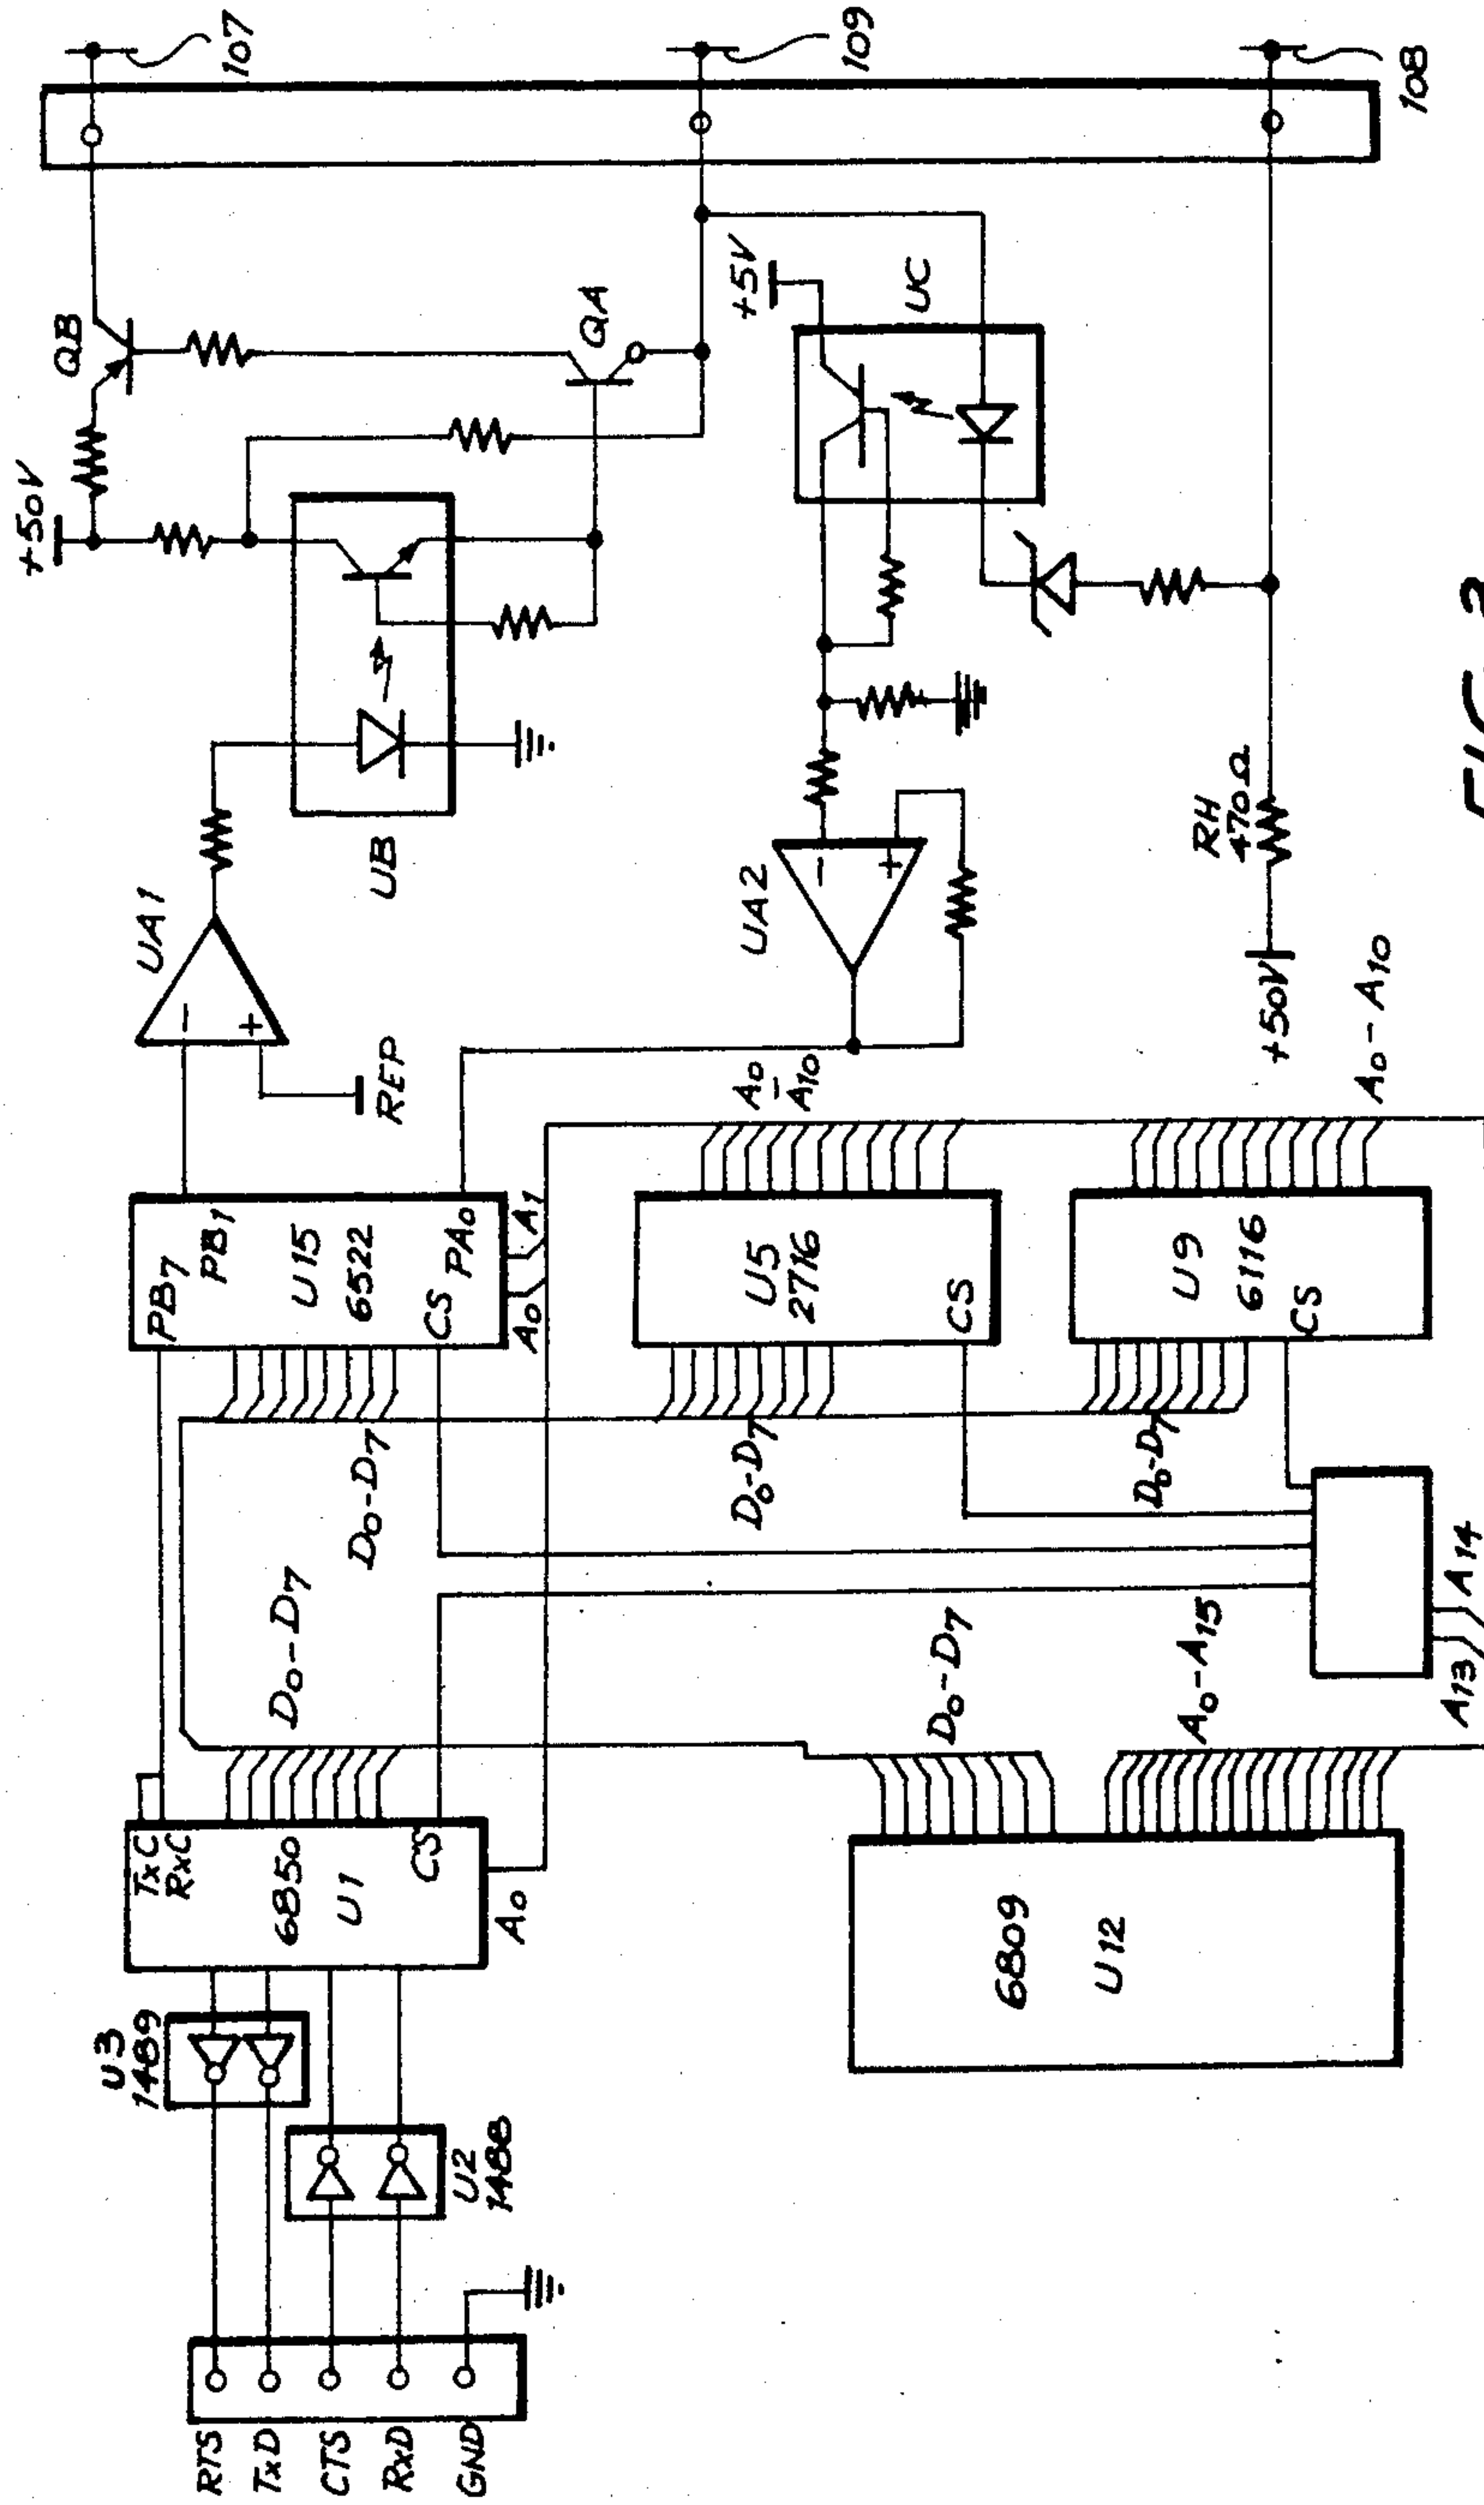 +50V
QB
107
UA1
UB
QA
109
REP
UA2
+5V
UC
RH
470Ω
+50V
108
PB7
PB1
U15
6522
CS
PA0
A0
A1
D0-D7
A0-A10
U5
2716
CS
D0-D7
U9
6116
CS
D0-D7
A0-A10
TxC
RxC
6850
U1
CS
A0
D0-D7
U3
1489
U2
RTS
TxD
CTS
RxD
GND
6809
U12
D0-D7
A0-A15
A13
A14